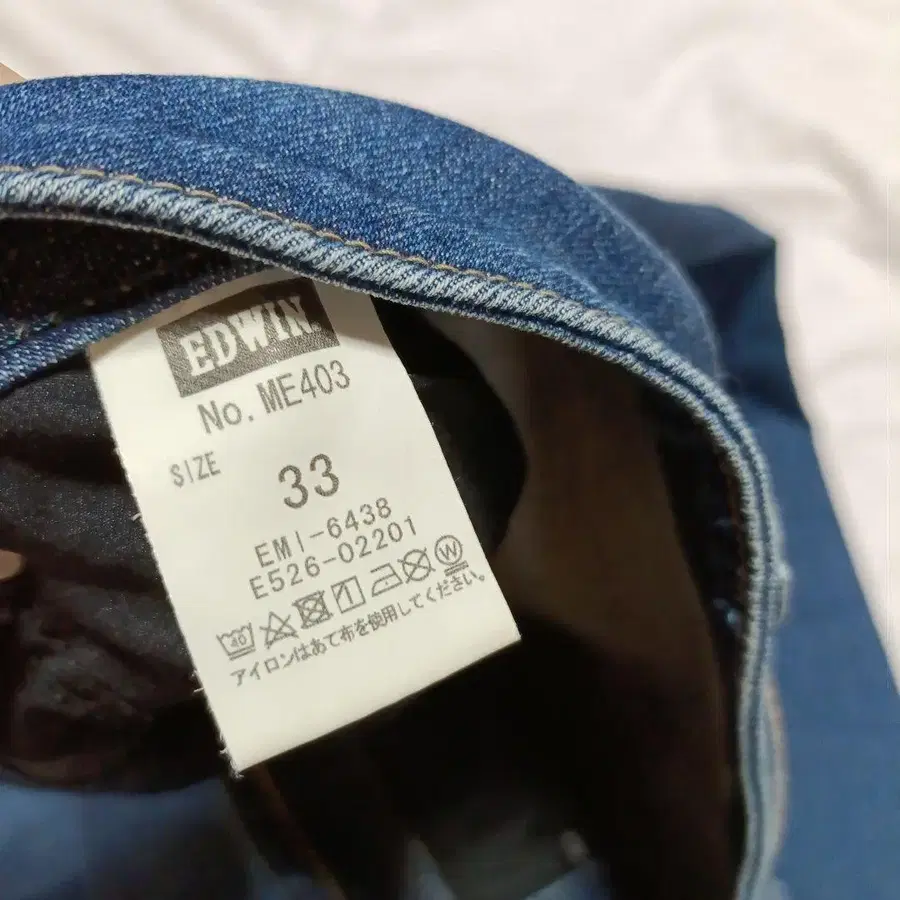 EDWIN
No. ME403
SIZE
33
EMI-6438
E526-02201
40 W
アイロンはあて布を使用してください。